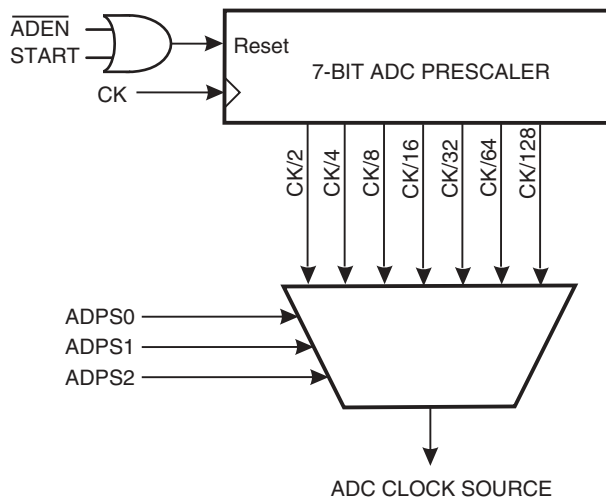 ADEN
START
Reset
7-BIT ADC PRESCALER
CK
CK/2
CK/4
CK/8
CK/16
CK/32
CK/64
CK/128
ADPS0
ADPS1
ADPS2
ADC CLOCK SOURCE